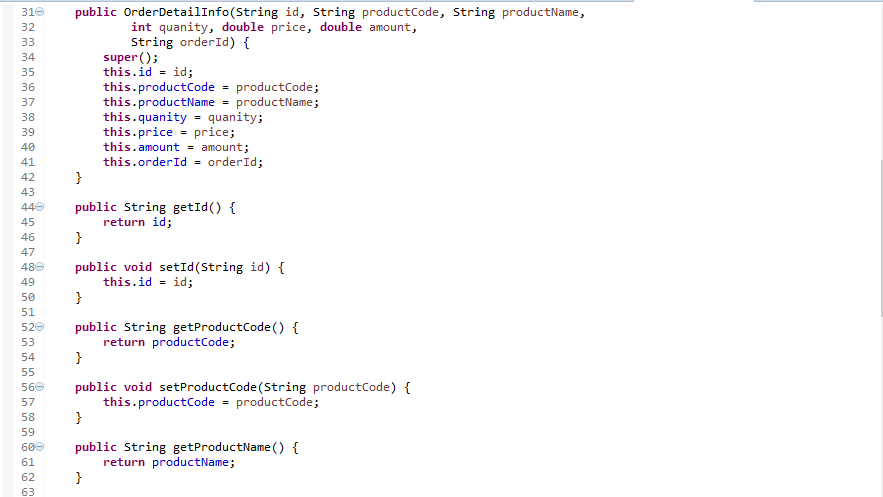 31 public OrderDetailInfo(String id, String productCode, String productName,
32 int quanity, double price, double amount,
33 String orderId) {
34 super();
35 this.id = id;
36 this.productCode = productCode;
37 this.productName = productName;
38 this.quanity = quanity;
39 this.price = price;
40 this.amount = amount;
41 this.orderId = orderId;
42 }
43
44 public String getId() {
45 return id;
46 }
47
48 public void setId(String id) {
49 this.id = id;
50 }
51
52 public String getProductCode() {
53 return productCode;
54 }
55
56 public void setProductCode(String productCode) {
57 this.productCode = productCode;
58 }
59
60 public String getProductName() {
61 return productName;
62 }
63